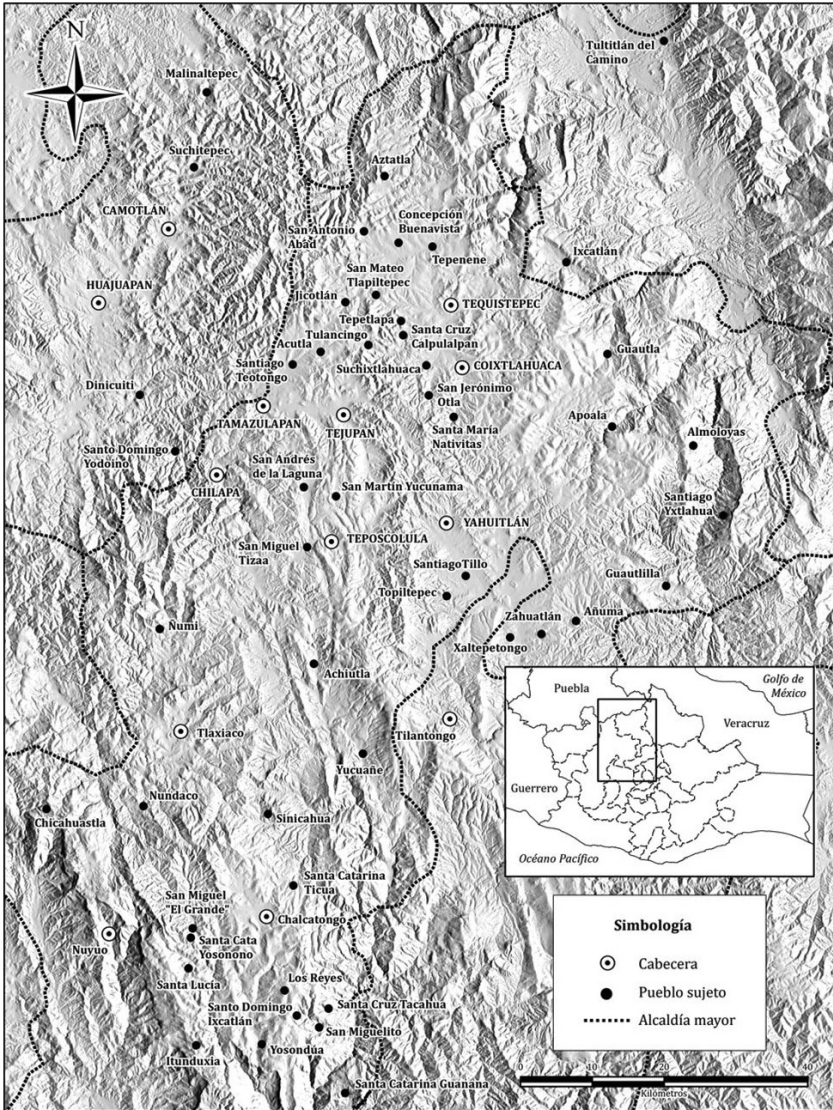 N
Tultitlán del
Camino
Malinaltepec
Suchitepec
Aztatla
CAMOTLÁN
San Antonio
Abad
Concepción
Buenavista
Tepenene
Ixcatlán
HUAJUAPAN
San Mateo
Tlapiltepec
Jicotlán
TEQUISTEPEC
Tepetlapa
Santa Cruz
Calpulalpan
Tulancingo
Acutla
Guautla
Santiago
Teotongo
Suchixtlahuaca
COIXTLAHUACA
Dinicuiti
San Jerónimo
Otla
TAMAZULAPAN
TEJUPAN
Santa María
Nativitas
Apoala
Almoloyas
Santo Domingo
Yodoino
San Andrés
de la Laguna
CHILAPA
San Martín Yucunama
Santiago
Yxtlahua
YAHUITLÁN
TEPOSCOLULA
San Miguel
Tizaa
SantiagoTillo
Guautlilla
Topiltepec
Zahuatlán
Añuma
Ñumi
Xaltepetongo
Achiutla
Tilantongo
Tlaxiaco
Yucuañe
Nundaco
Chicahuastla
Sinicahua
Santa Catarina
Ticua
San Miguel
"El Grande"
Chalcatongo
Nuyuo
Santa Cata
Yosonono
Santa Lucía
Los Reyes
Santo Domingo
Ixcatlán
Santa Cruz Tacahua
San Miguelito
Itunduxia
Yosondúa
Santa Catarina Guanana
Puebla
Golfo de
México
Veracruz
Guerrero
Océano Pacífico
Simbología
Cabecera
Pueblo sujeto
Alcaldía mayor
0
20
40
Kilómetros